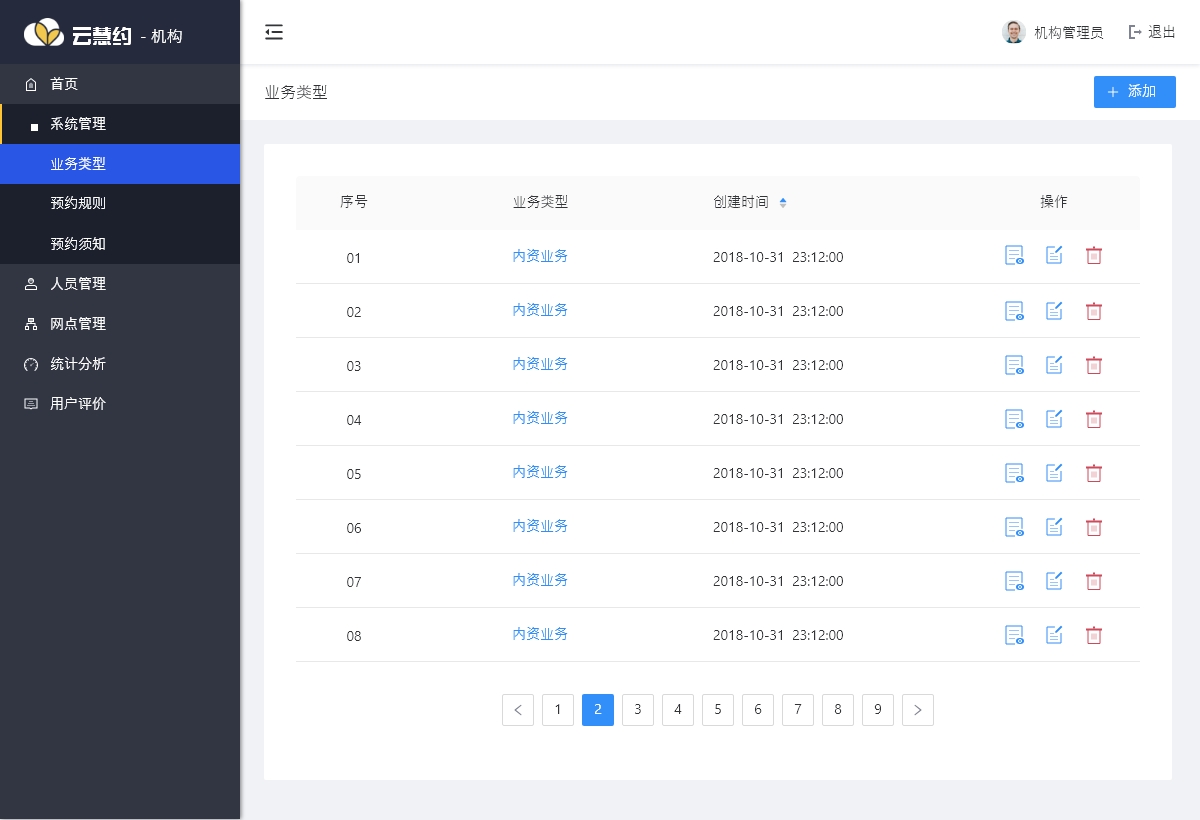 云慧约 - 机构
首页
系统管理
业务类型
预约规则
预约须知
人员管理
网点管理
统计分析
用户评价
机构管理员 退出
业务类型
+ 添加
序号 业务类型 创建时间 操作
01 内资业务 2018-10-31 23:12:00
02 内资业务 2018-10-31 23:12:00
03 内资业务 2018-10-31 23:12:00
04 内资业务 2018-10-31 23:12:00
05 内资业务 2018-10-31 23:12:00
06 内资业务 2018-10-31 23:12:00
07 内资业务 2018-10-31 23:12:00
08 内资业务 2018-10-31 23:12:00
< 1 2 3 4 5 6 7 8 9 >